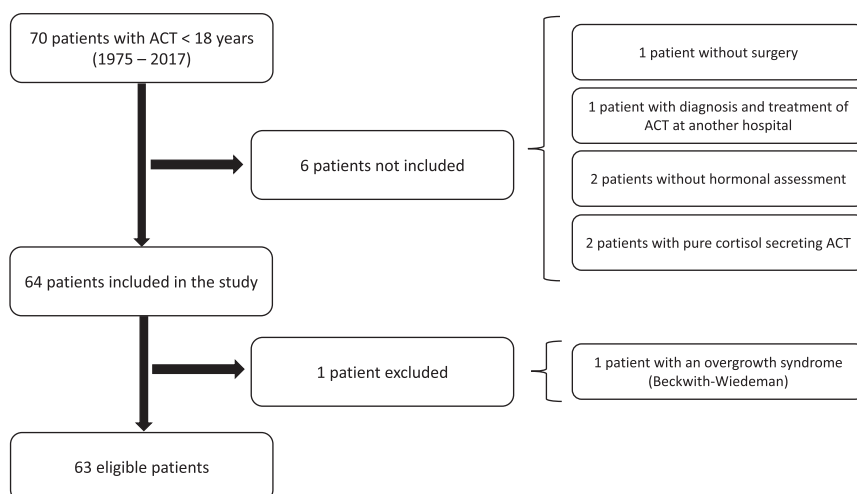 70 patients with ACT < 18 years
(1975 – 2017)
1 patient without surgery
1 patient with diagnosis and treatment of
ACT at another hospital
6 patients not included
2 patients without hormonal assessment
2 patients with pure cortisol secreting ACT
64 patients included in the study
1 patient excluded
1 patient with an overgrowth syndrome
(Beckwith-Wiedeman)
63 eligible patients